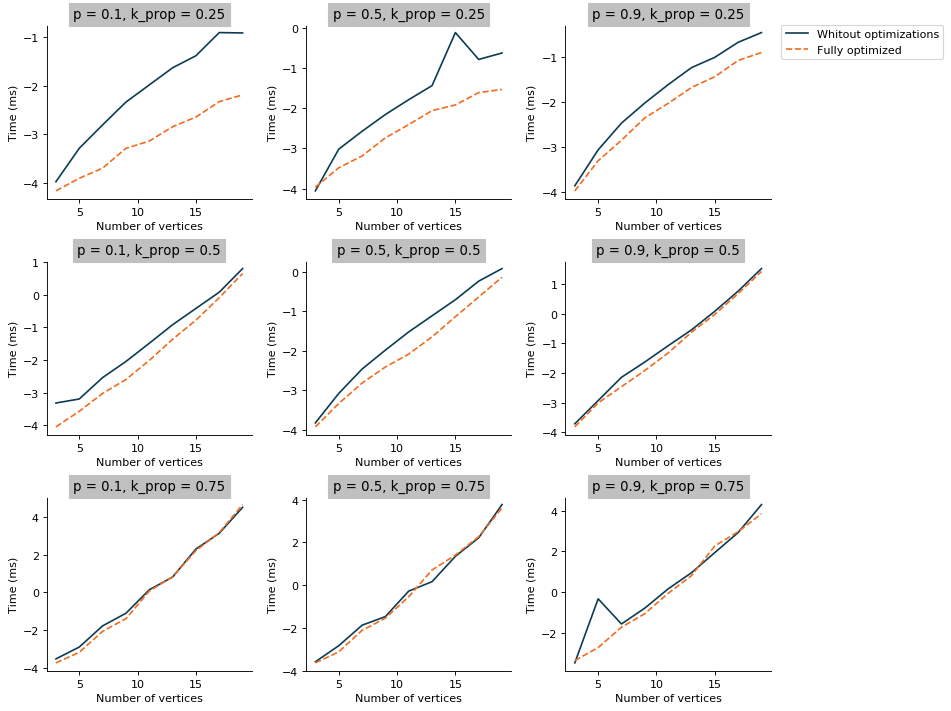 p = 0.1, k_prop = 0.25
p = 0.5, k_prop = 0.25
p = 0.9, k_prop = 0.25
Whitout optimizations
Fully optimized
Time (ms)
−1
−2
−3
−4
5
10
15
Number of vertices
Time (ms)
0
−1
−2
−3
−4
5
10
15
Number of vertices
Time (ms)
−1
−2
−3
−4
5
10
15
Number of vertices
p = 0.1, k_prop = 0.5
p = 0.5, k_prop = 0.5
p = 0.9, k_prop = 0.5
Time (ms)
1
0
−1
−2
−3
−4
5
10
15
Number of vertices
Time (ms)
0
−1
−2
−3
−4
5
10
15
Number of vertices
Time (ms)
1
0
−1
−2
−3
−4
5
10
15
Number of vertices
p = 0.1, k_prop = 0.75
p = 0.5, k_prop = 0.75
p = 0.9, k_prop = 0.75
Time (ms)
4
2
0
−2
−4
5
10
15
Number of vertices
Time (ms)
4
2
0
−2
−4
5
10
15
Number of vertices
Time (ms)
4
2
0
−2
5
10
15
Number of vertices